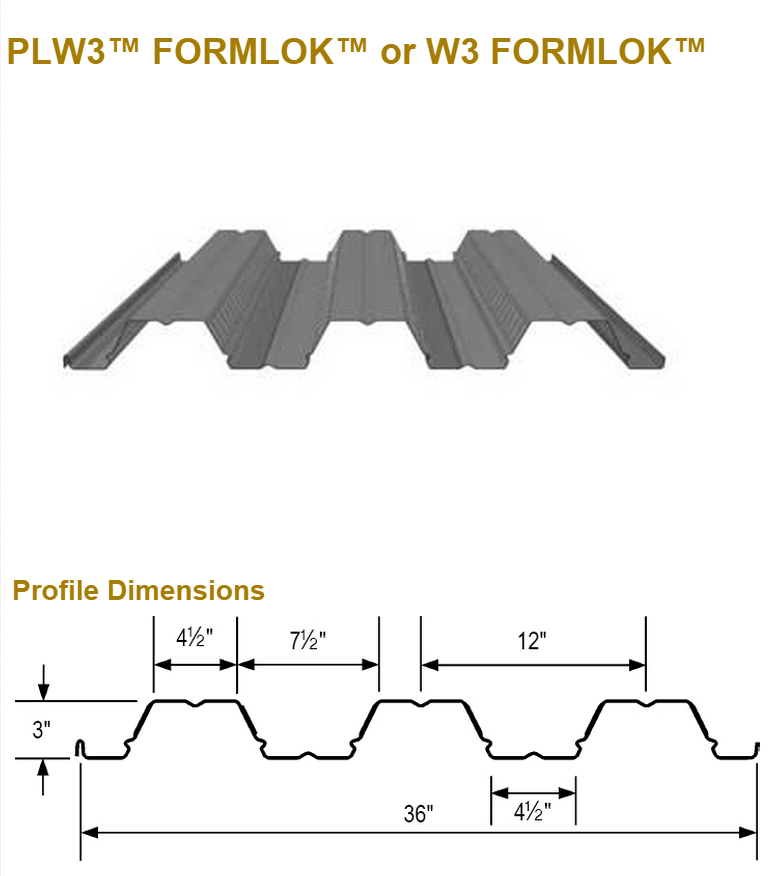 PLW3™ FORMLOK™ or W3 FORMLOK™
Profile Dimensions
4½" 7½" 12"
3"
4½"
36"